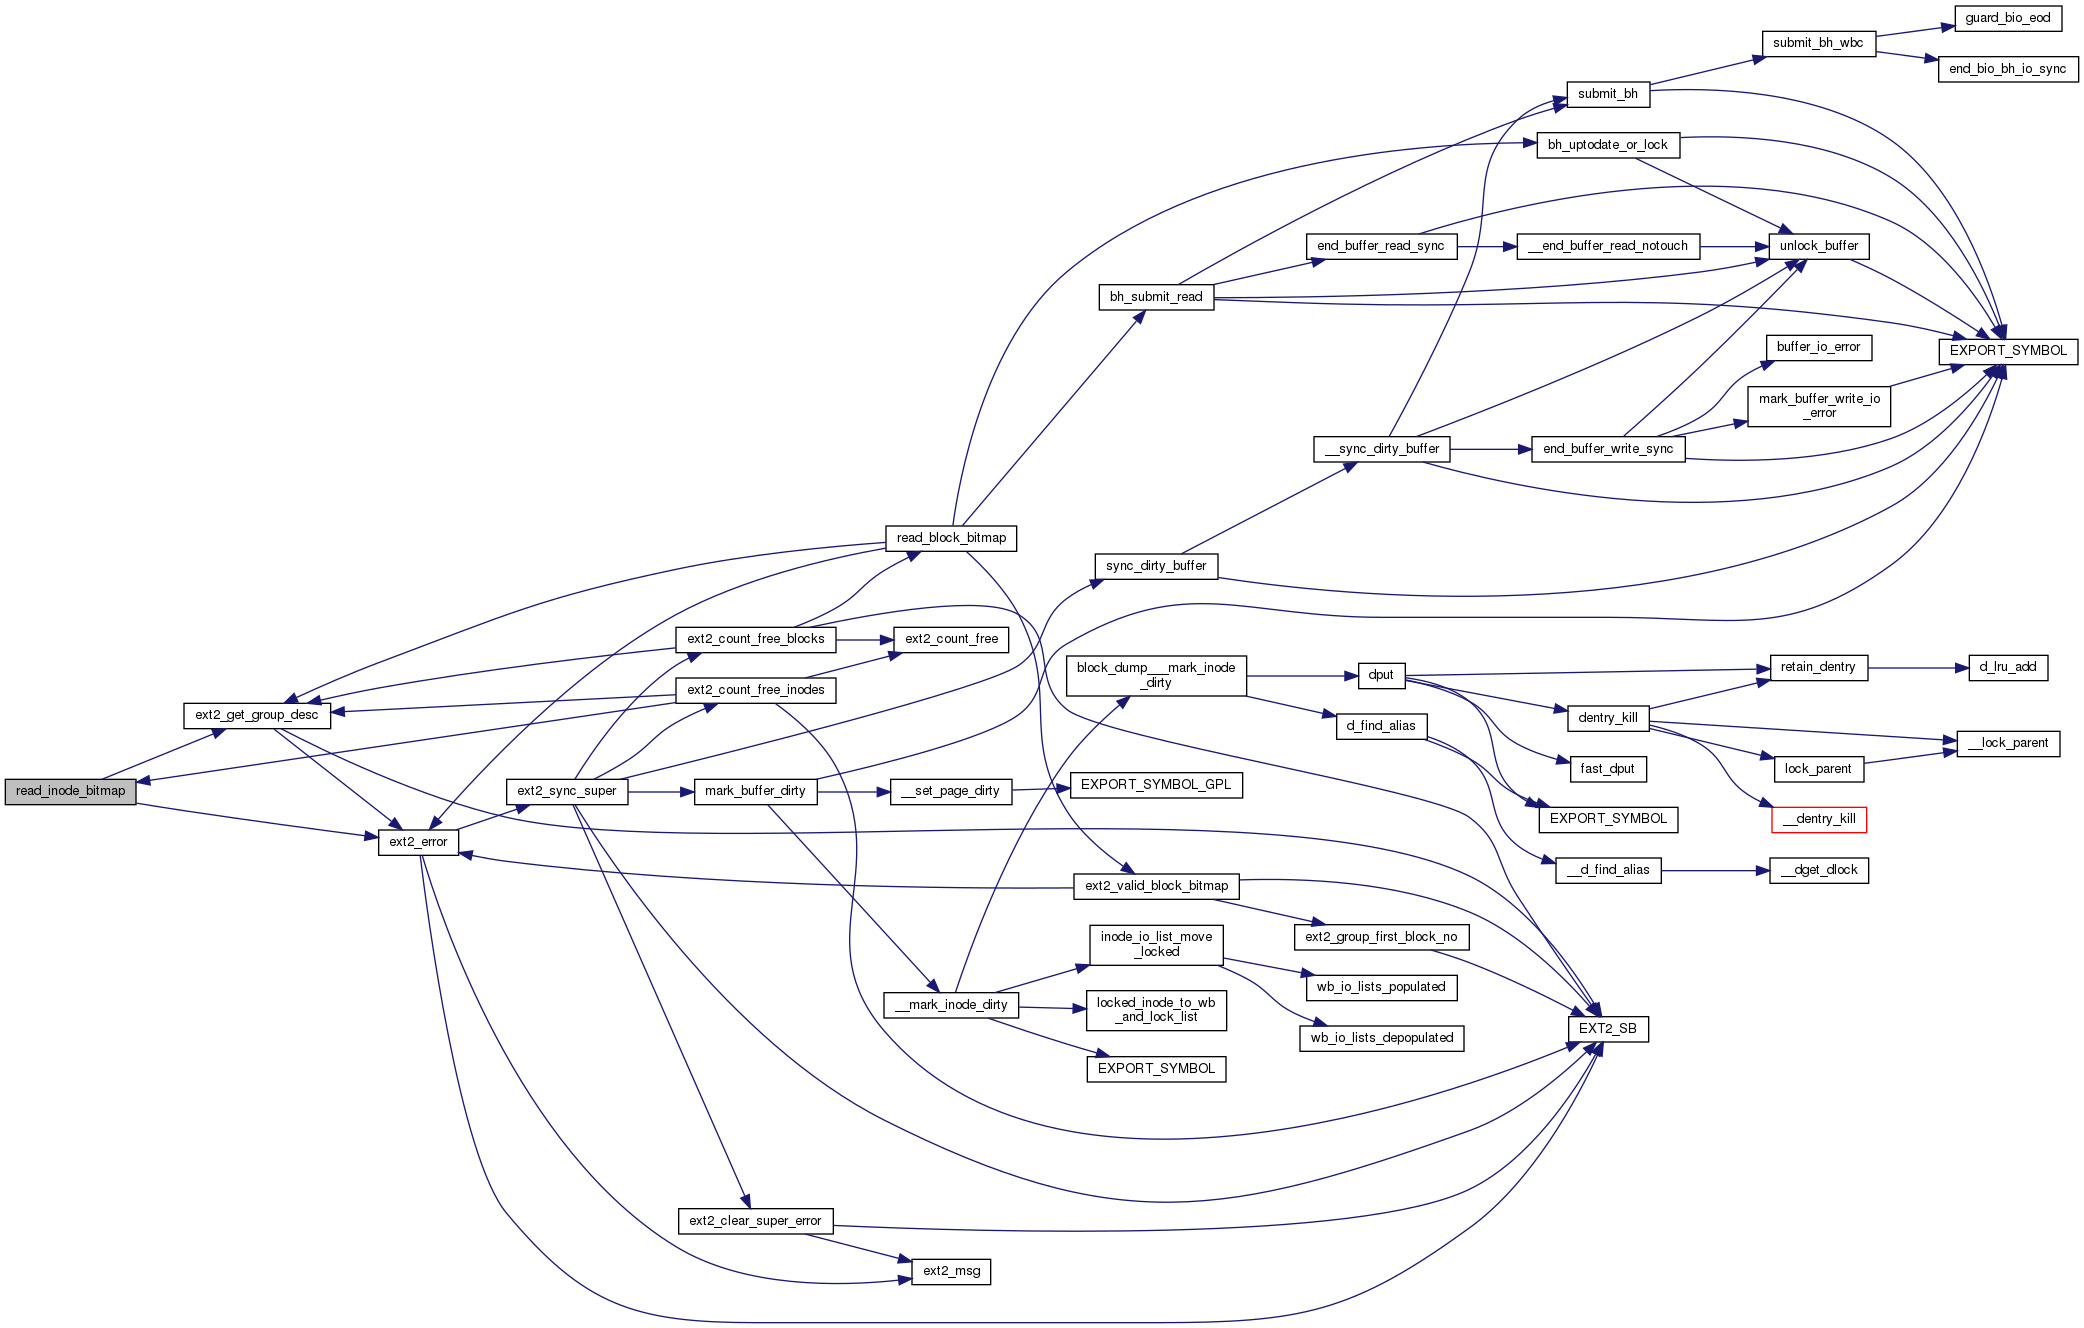 guard_bio_eod
submit_bh_wbc
end_bio_bh_io_sync
submit_bh
bh_uptodate_or_lock
end_buffer_read_sync
__end_buffer_read_notouch
unlock_buffer
bh_submit_read
buffer_io_error
EXPORT_SYMBOL
mark_buffer_write_io
_error
__sync_dirty_buffer
end_buffer_write_sync
read_block_bitmap
sync_dirty_buffer
ext2_count_free_blocks
ext2_count_free
block_dump___mark_inode
_dirty
dput
retain_dentry
d_lru_add
ext2_count_free_inodes
ext2_get_group_desc
d_find_alias
dentry_kill
__lock_parent
fast_dput
lock_parent
read_inode_bitmap
ext2_sync_super
mark_buffer_dirty
__set_page_dirty
EXPORT_SYMBOL_GPL
EXPORT_SYMBOL
__dentry_kill
ext2_error
__d_find_alias
__dget_dlock
ext2_valid_block_bitmap
ext2_group_first_block_no
inode_io_list_move
_locked
wb_io_lists_populated
__mark_inode_dirty
locked_inode_to_wb
_and_lock_list
EXT2_SB
wb_io_lists_depopulated
EXPORT_SYMBOL
ext2_clear_super_error
ext2_msg